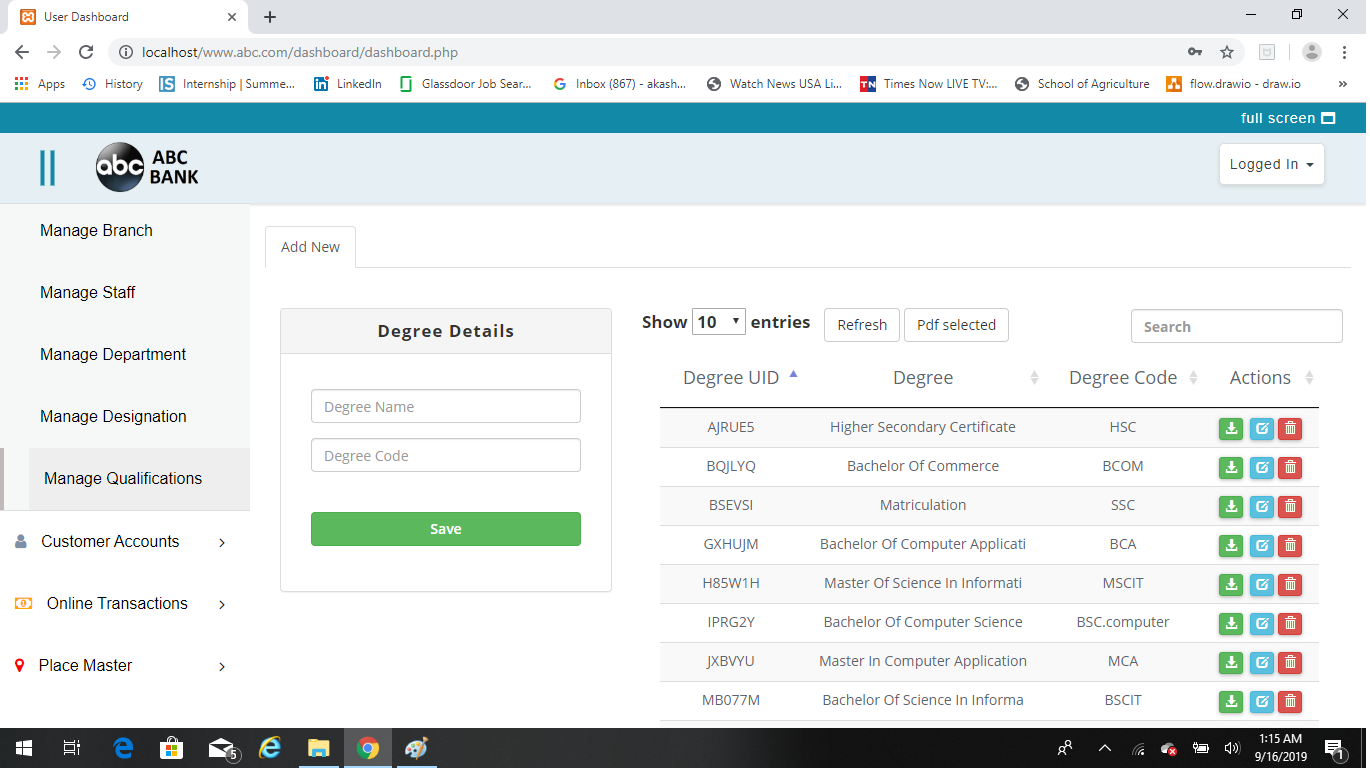 User Dashboard
localhost/www.abc.com/dashboard/dashboard.php
Apps History Internship | Summe... LinkedIn Glassdoor Job Sear... Inbox (867) - akash... Watch News USA Li... Times Now LIVE TV:... School of Agriculture flow.drawio - draw.io
full screen
abc ABC BANK
Logged In
Manage Branch
Manage Staff
Manage Department
Manage Designation
Manage Qualifications
Customer Accounts
Online Transactions
Place Master
Add New
Degree Details
Degree Name
Degree Code
Save
Show 10 entries Refresh Pdf selected Search
Degree UID Degree Degree Code Actions
AJRUE5 Higher Secondary Certificate HSC
BQJLYQ Bachelor Of Commerce BCOM
BSEVSI Matriculation SSC
GXHUJM Bachelor Of Computer Applicati BCA
H85W1H Master Of Science In Informati MSCIT
IPRG2Y Bachelor Of Computer Science BSC.computer
JXBVYU Master In Computer Application MCA
MB077M Bachelor Of Science In Informa BSCIT
5
1:15 AM
9/16/2019
1